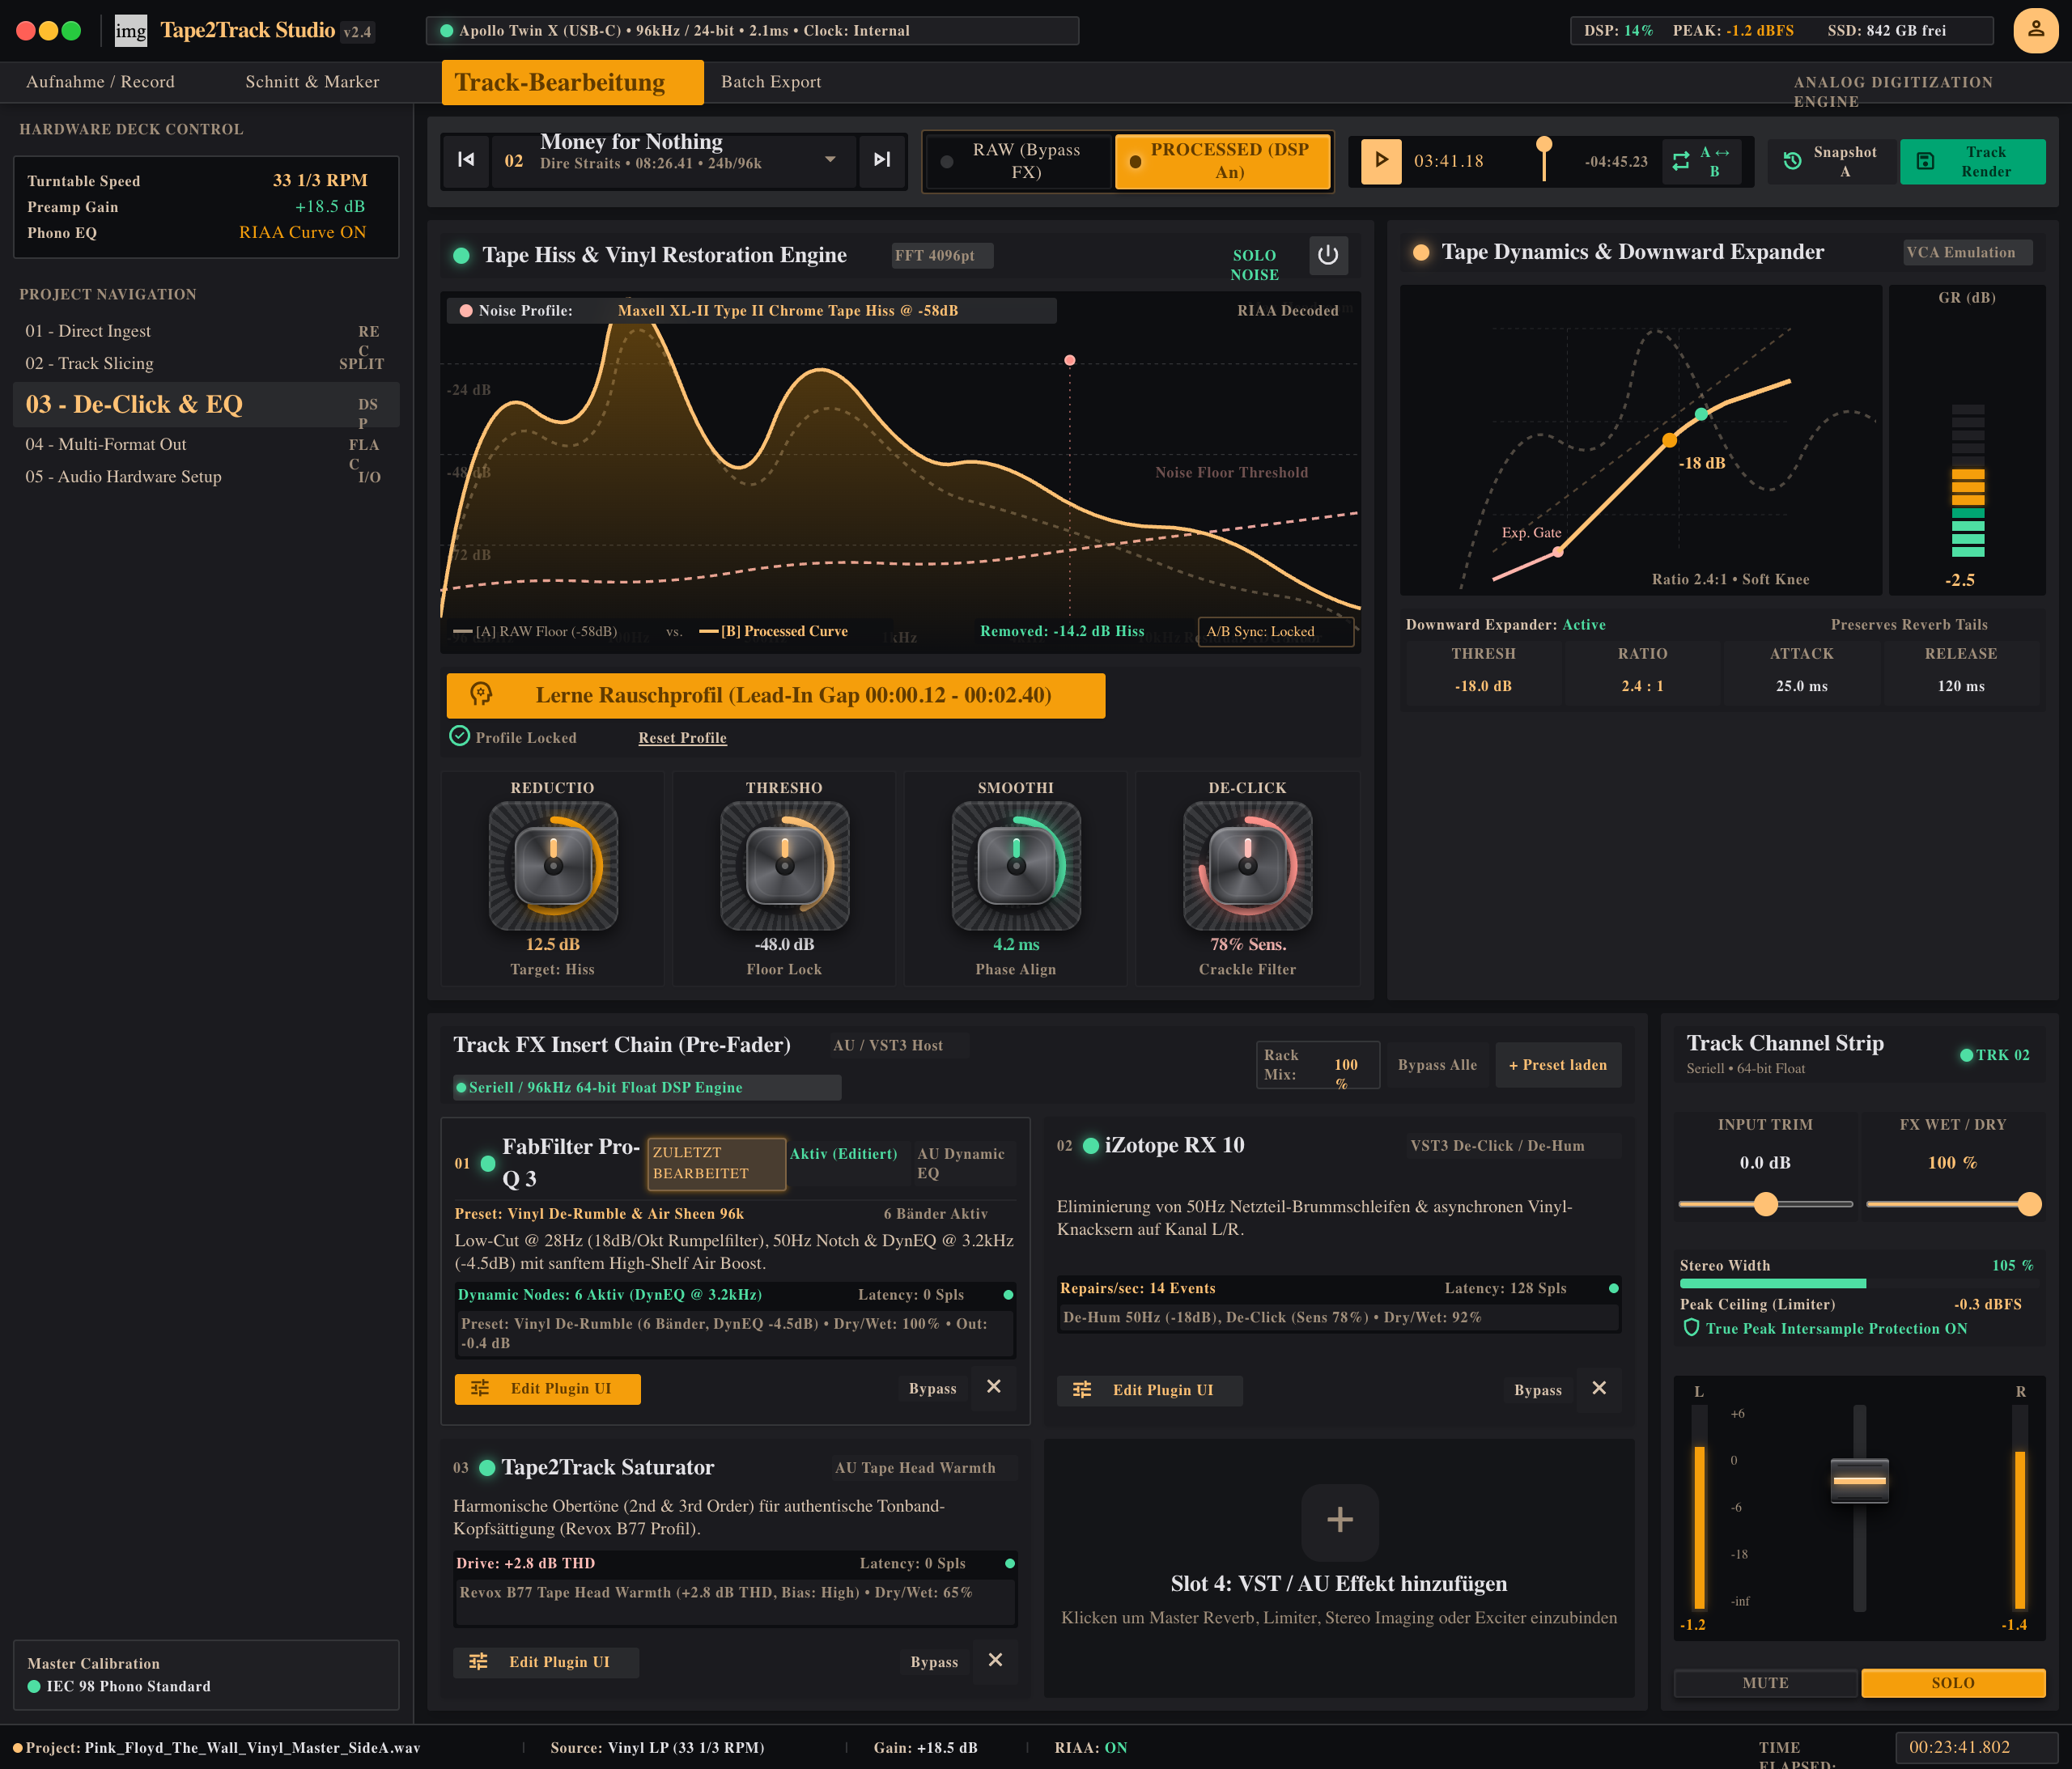 img Tape2Track Studio v2.4
Apollo Twin X (USB-C) • 96kHz / 24-bit • 2.1ms • Clock: Internal
DSP: 14% PEAK: -1.2 dBFS SSD: 842 GB frei
Aufnahme / Record Schnitt & Marker Track-Bearbeitung Batch Export
ANALOG DIGITIZATION
ENGINE
HARDWARE DECK CONTROL
Turntable Speed 33 1/3 RPM
Preamp Gain +18.5 dB
Phono EQ RIAA Curve ON
PROJECT NAVIGATION
01 - Direct Ingest RE
C
02 - Track Slicing SPLIT
03 - De-Click & EQ DS
P
04 - Multi-Format Out FLA
C
05 - Audio Hardware Setup I/O
Master Calibration
IEC 98 Phono Standard
02 Money for Nothing
Dire Straits • 08:26.41 • 24b/96k
RAW (Bypass
FX)
PROCESSED (DSP
An)
03:41.18 -04:45.23
A ↔
B
Snapshot
A
Track
Render
Tape Hiss & Vinyl Restoration Engine FFT 4096pt
SOLO
NOISE
Noise Profile: Maxell XL-II Type II Chrome Tape Hiss @ -58dB
RIAA Decoded
-24 dB
-48 dB
Noise Floor Threshold
-72 dB
[A] RAW Floor (-58dB) vs. [B] Processed Curve
1kHz
Removed: -14.2 dB Hiss
A/B Sync: Locked
Lerne Rauschprofil (Lead-In Gap 00:00.12 - 00:02.40)
Profile Locked Reset Profile
REDUCTIO THRESHO SMOOTHI DE-CLICK
12.5 dB -48.0 dB 4.2 ms 78% Sens.
Target: Hiss Floor Lock Phase Align Crackle Filter
Tape Dynamics & Downward Expander VCA Emulation
GR (dB)
-18 dB
Exp. Gate
Ratio 2.4:1 • Soft Knee
-2.5
Downward Expander: Active Preserves Reverb Tails
THRESH RATIO ATTACK RELEASE
-18.0 dB 2.4 : 1 25.0 ms 120 ms
Track FX Insert Chain (Pre-Fader) AU / VST3 Host
Seriell / 96kHz 64-bit Float DSP Engine
Rack
Mix:
100
%
Bypass Alle + Preset laden
01 FabFilter Pro-
Q 3
ZULETZT
BEARBEITET
Aktiv (Editiert)
AU Dynamic
EQ
Preset: Vinyl De-Rumble & Air Sheen 96k 6 Bänder Aktiv
Low-Cut @ 28Hz (18dB/Okt Rumpelfilter), 50Hz Notch & DynEQ @ 3.2kHz
(-4.5dB) mit sanftem High-Shelf Air Boost.
Dynamic Nodes: 6 Aktiv (DynEQ @ 3.2kHz) Latency: 0 Spls
Preset: Vinyl De-Rumble (6 Bänder, DynEQ -4.5dB) • Dry/Wet: 100% • Out:
-0.4 dB
Edit Plugin UI Bypass
02 iZotope RX 10 VST3 De-Click / De-Hum
Eliminierung von 50Hz Netzteil-Brummschleifen & asynchronen Vinyl-
Knacksern auf Kanal L/R.
Repairs/sec: 14 Events Latency: 128 Spls
De-Hum 50Hz (-18dB), De-Click (Sens 78%) • Dry/Wet: 92%
Edit Plugin UI Bypass
03 Tape2Track Saturator AU Tape Head Warmth
Harmonische Obertöne (2nd & 3rd Order) für authentische Tonband-
Kopfsättigung (Revox B77 Profil).
Drive: +2.8 dB THD Latency: 0 Spls
Revox B77 Tape Head Warmth (+2.8 dB THD, Bias: High) • Dry/Wet: 65%
Edit Plugin UI Bypass
Slot 4: VST / AU Effekt hinzufügen
Klicken um Master Reverb, Limiter, Stereo Imaging oder Exciter einzubinden
Track Channel Strip
Seriell • 64-bit Float
TRK 02
INPUT TRIM FX WET / DRY
0.0 dB 100 %
Stereo Width 105 %
Peak Ceiling (Limiter) -0.3 dBFS
True Peak Intersample Protection ON
L R
+6
0
-6
-18
-inf
-1.2 -1.4
MUTE SOLO
Project: Pink_Floyd_The_Wall_Vinyl_Master_SideA.wav
Source: Vinyl LP (33 1/3 RPM)
Gain: +18.5 dB
RIAA: ON
TIME
ELAPSED:
00:23:41.802